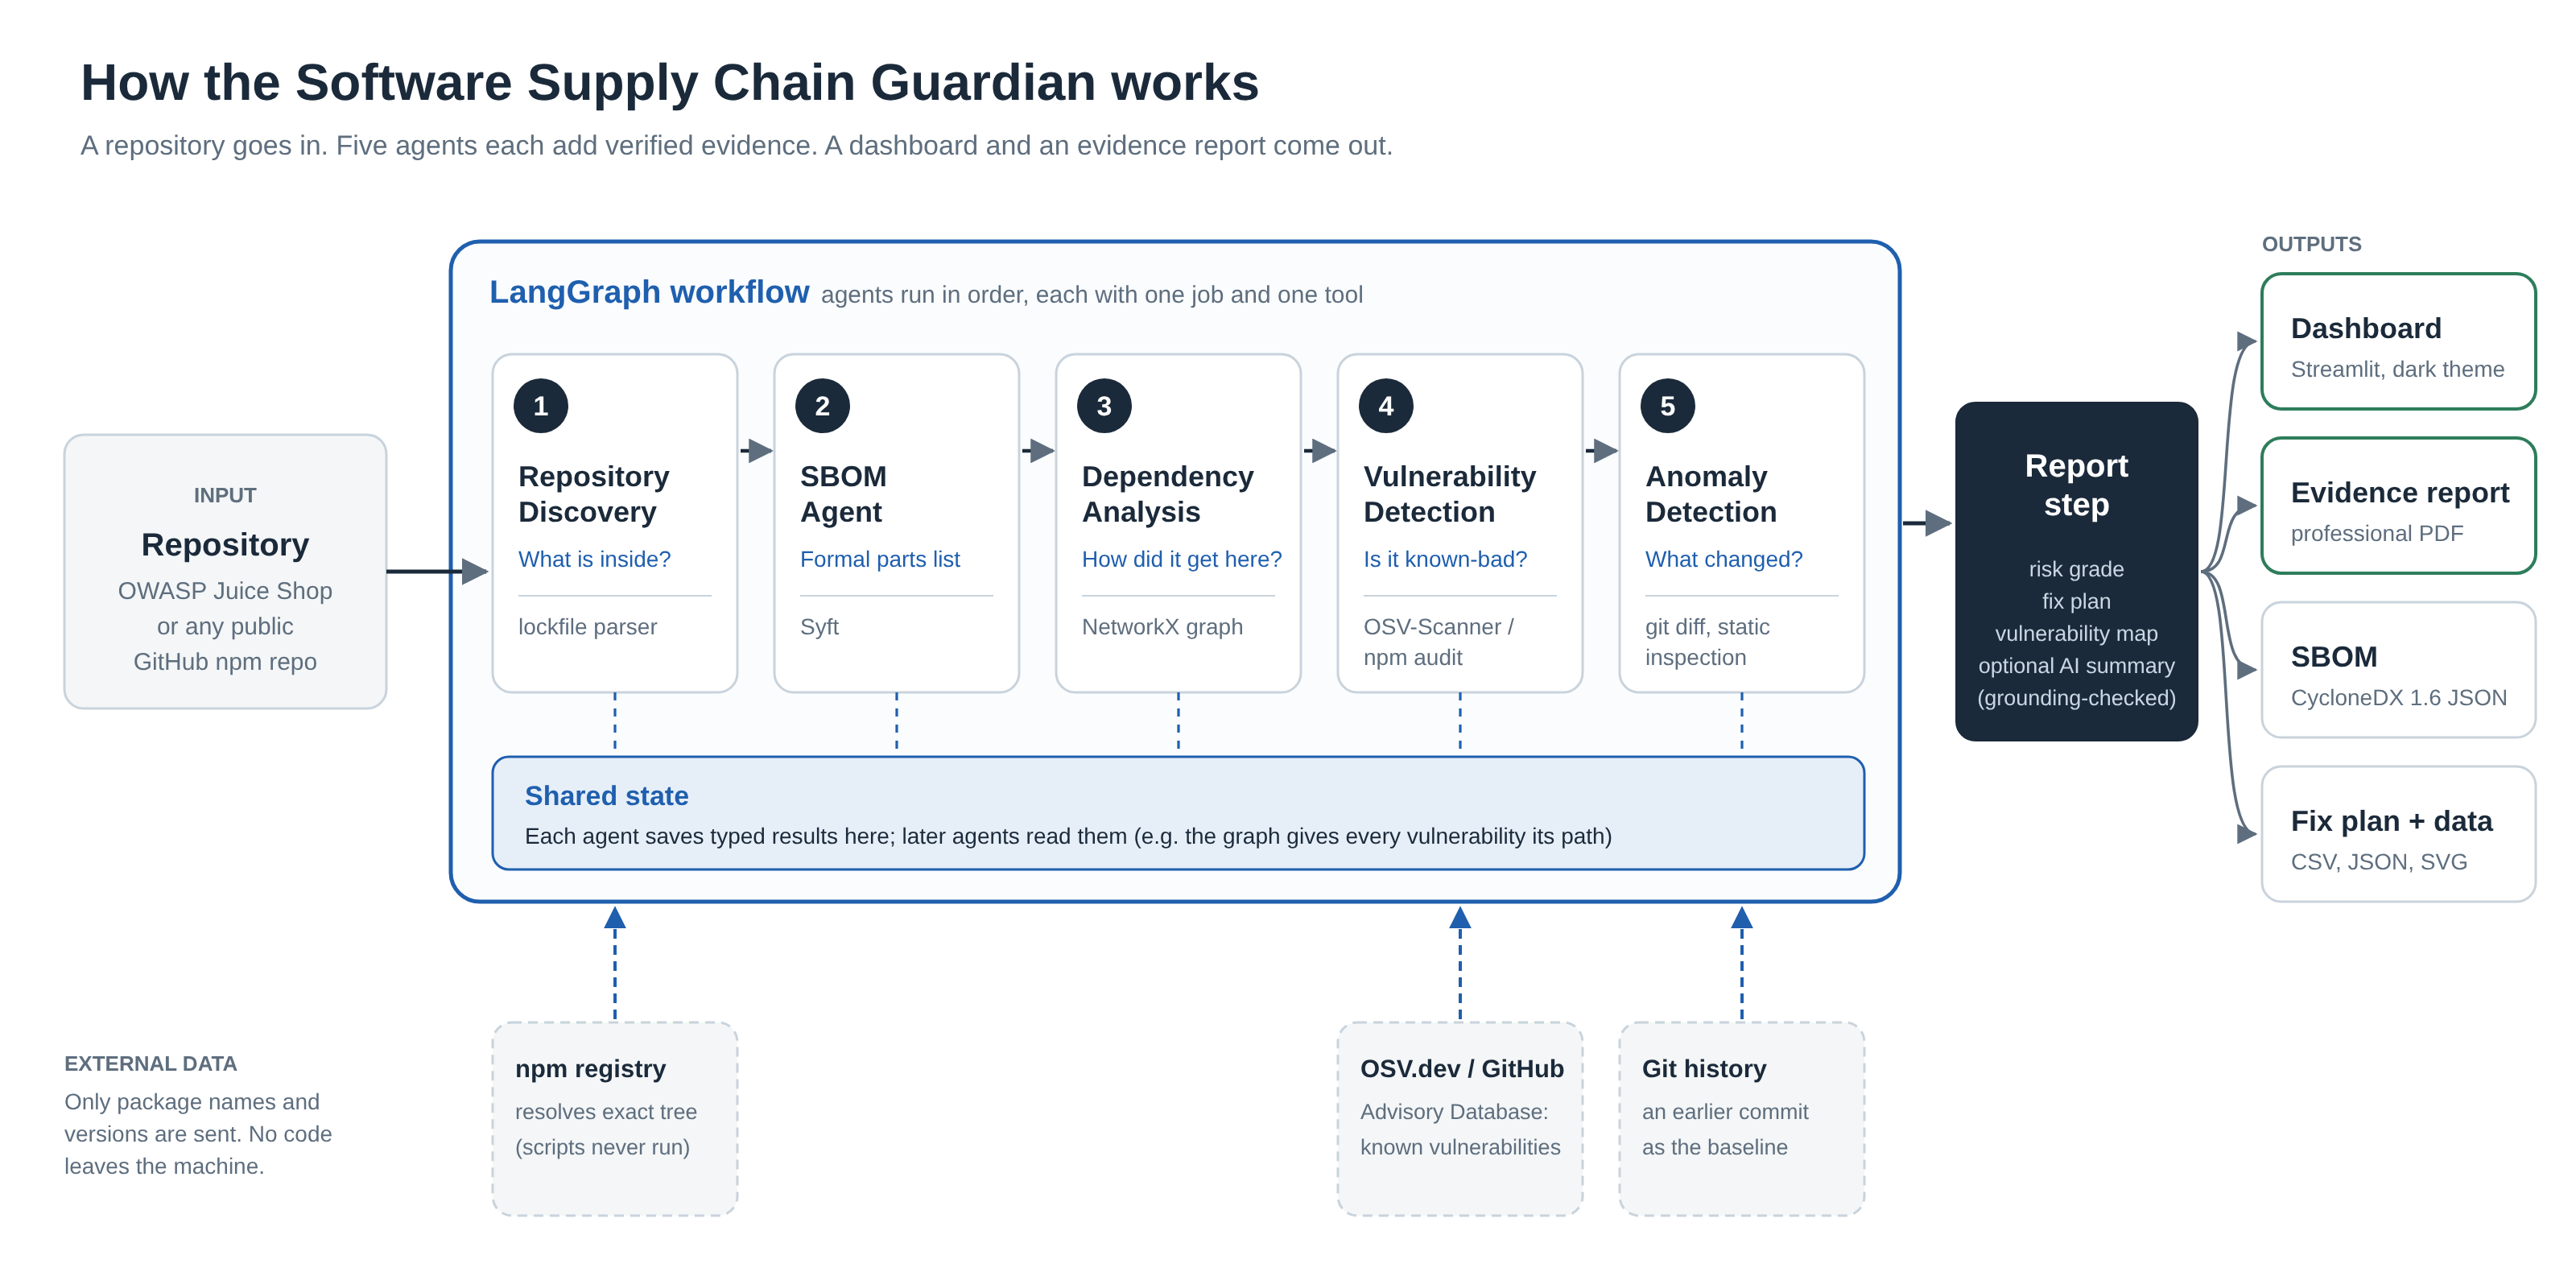 How the Software Supply Chain Guardian works
A repository goes in. Five agents each add verified evidence. A dashboard and an evidence report come out.
INPUT
Repository
OWASP Juice Shop
or any public
GitHub npm repo
LangGraph workflow agents run in order, each with one job and one tool
1
Repository
Discovery
What is inside?
lockfile parser
2
SBOM
Agent
Formal parts list
Syft
3
Dependency
Analysis
How did it get here?
NetworkX graph
4
Vulnerability
Detection
Is it known-bad?
OSV-Scanner /
npm audit
5
Anomaly
Detection
What changed?
git diff, static
inspection
Shared state
Each agent saves typed results here; later agents read them (e.g. the graph gives every vulnerability its path)
Report
step
risk grade
fix plan
vulnerability map
optional AI summary
(grounding-checked)
OUTPUTS
Dashboard
Streamlit, dark theme
Evidence report
professional PDF
SBOM
CycloneDX 1.6 JSON
Fix plan + data
CSV, JSON, SVG
EXTERNAL DATA
Only package names and
versions are sent. No code
leaves the machine.
npm registry
resolves exact tree
(scripts never run)
OSV.dev / GitHub
Advisory Database:
known vulnerabilities
Git history
an earlier commit
as the baseline